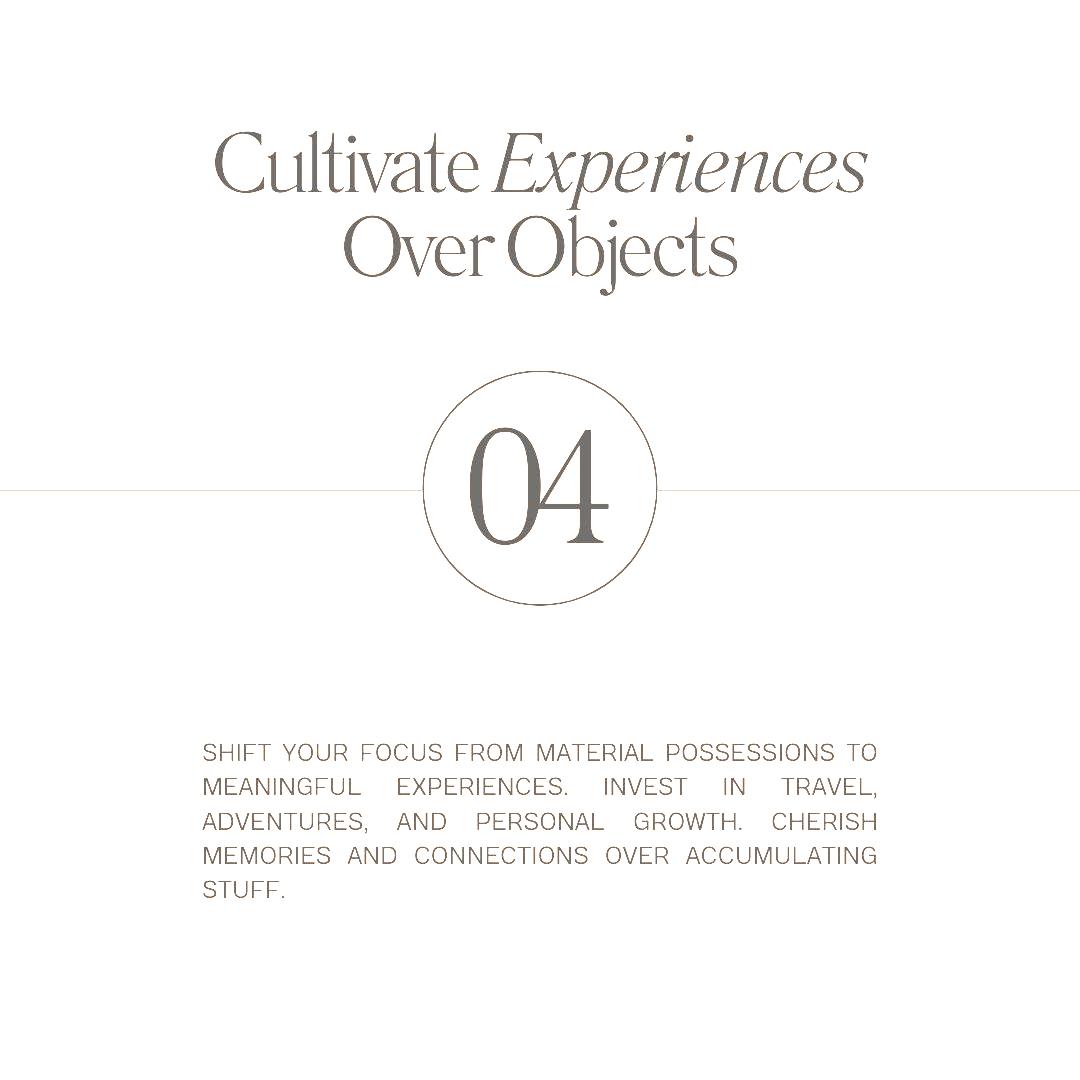 Cultivate Experiences
Over Objects
04
SHIFT YOUR FOCUS FROM MATERIAL POSSESSIONS TO
MEANINGFUL EXPERIENCES. INVEST IN TRAVEL,
ADVENTURES, AND PERSONAL GROWTH. CHERISH
MEMORIES AND CONNECTIONS OVER ACCUMULATING
STUFF.